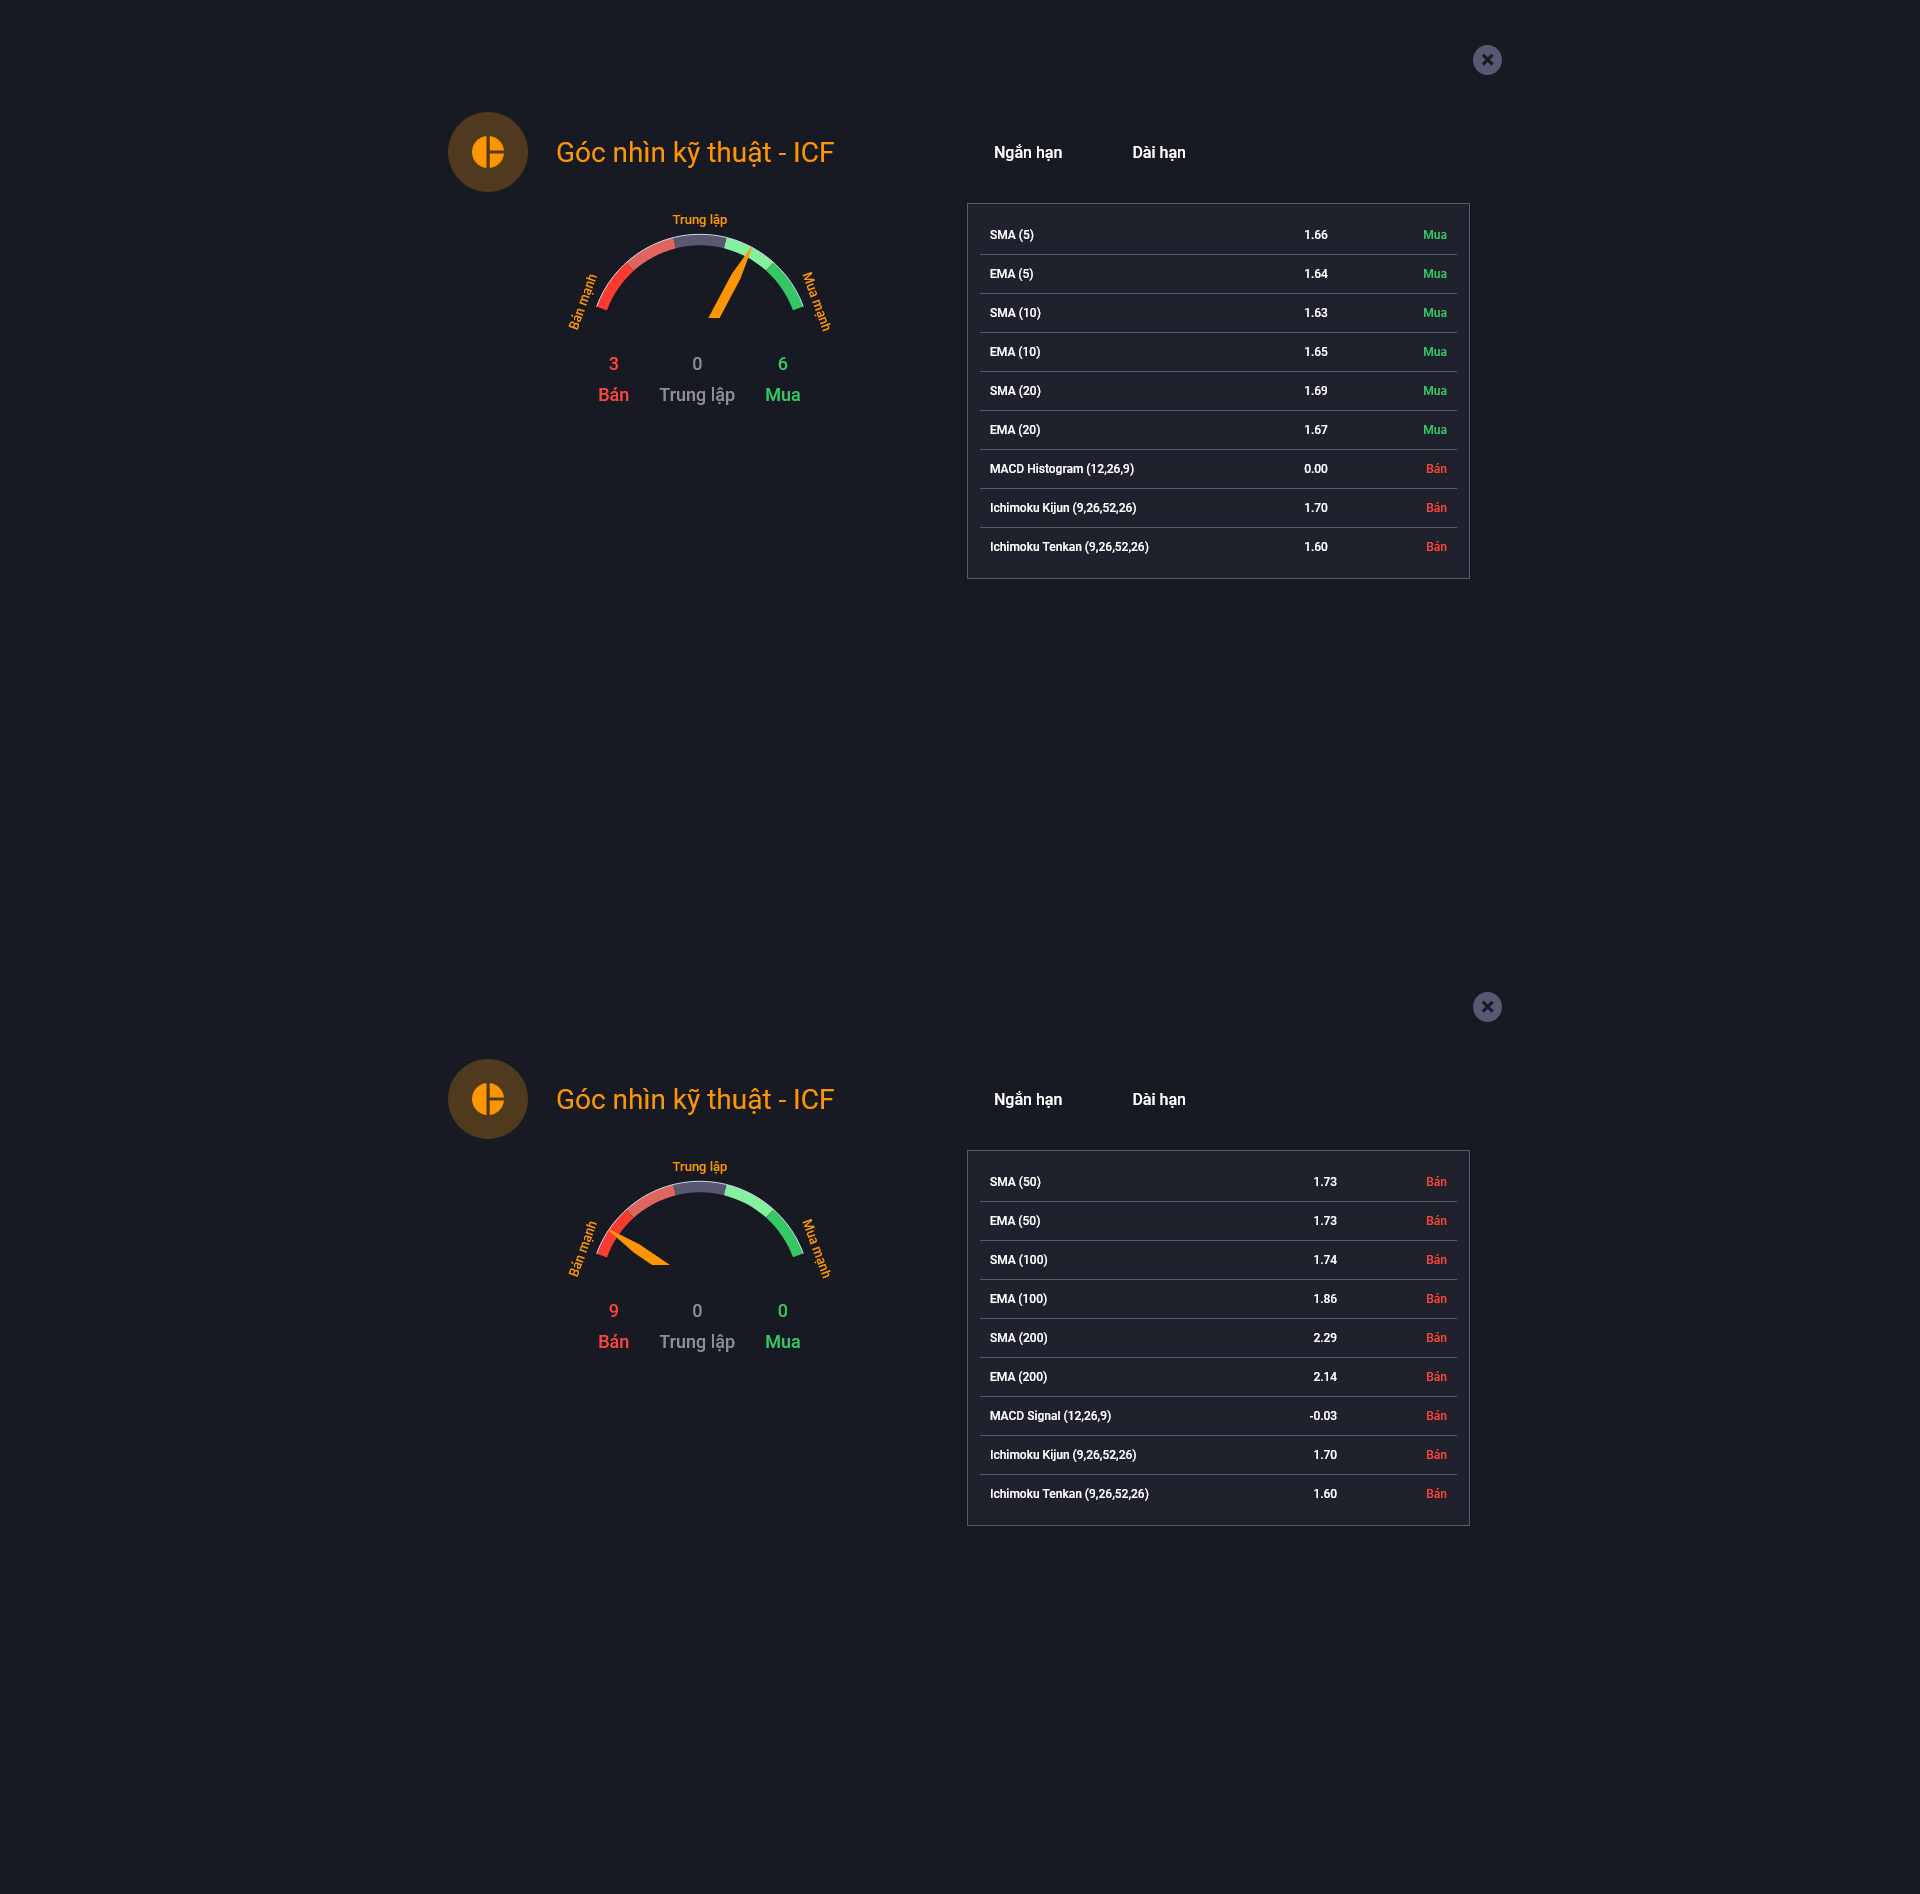 Góc nhìn kỹ thuật - ICF
Ngắn hạn Dài hạn
Trung lập
Bán mạnh
Mua mạnh
3 0 6
Bán Trung lập Mua
SMA (5) 1.66 Mua
EMA (5) 1.64 Mua
SMA (10) 1.63 Mua
EMA (10) 1.65 Mua
SMA (20) 1.69 Mua
EMA (20) 1.67 Mua
MACD Histogram (12,26,9) 0.00 Bán
Ichimoku Kijun (9,26,52,26) 1.70 Bán
Ichimoku Tenkan (9,26,52,26) 1.60 Bán
Góc nhìn kỹ thuật - ICF
Ngắn hạn Dài hạn
Trung lập
Bán mạnh
Mua mạnh
9 0 0
Bán Trung lập Mua
SMA (50) 1.73 Bán
EMA (50) 1.73 Bán
SMA (100) 1.74 Bán
EMA (100) 1.86 Bán
SMA (200) 2.29 Bán
EMA (200) 2.14 Bán
MACD Signal (12,26,9) -0.03 Bán
Ichimoku Kijun (9,26,52,26) 1.70 Bán
Ichimoku Tenkan (9,26,52,26) 1.60 Bán